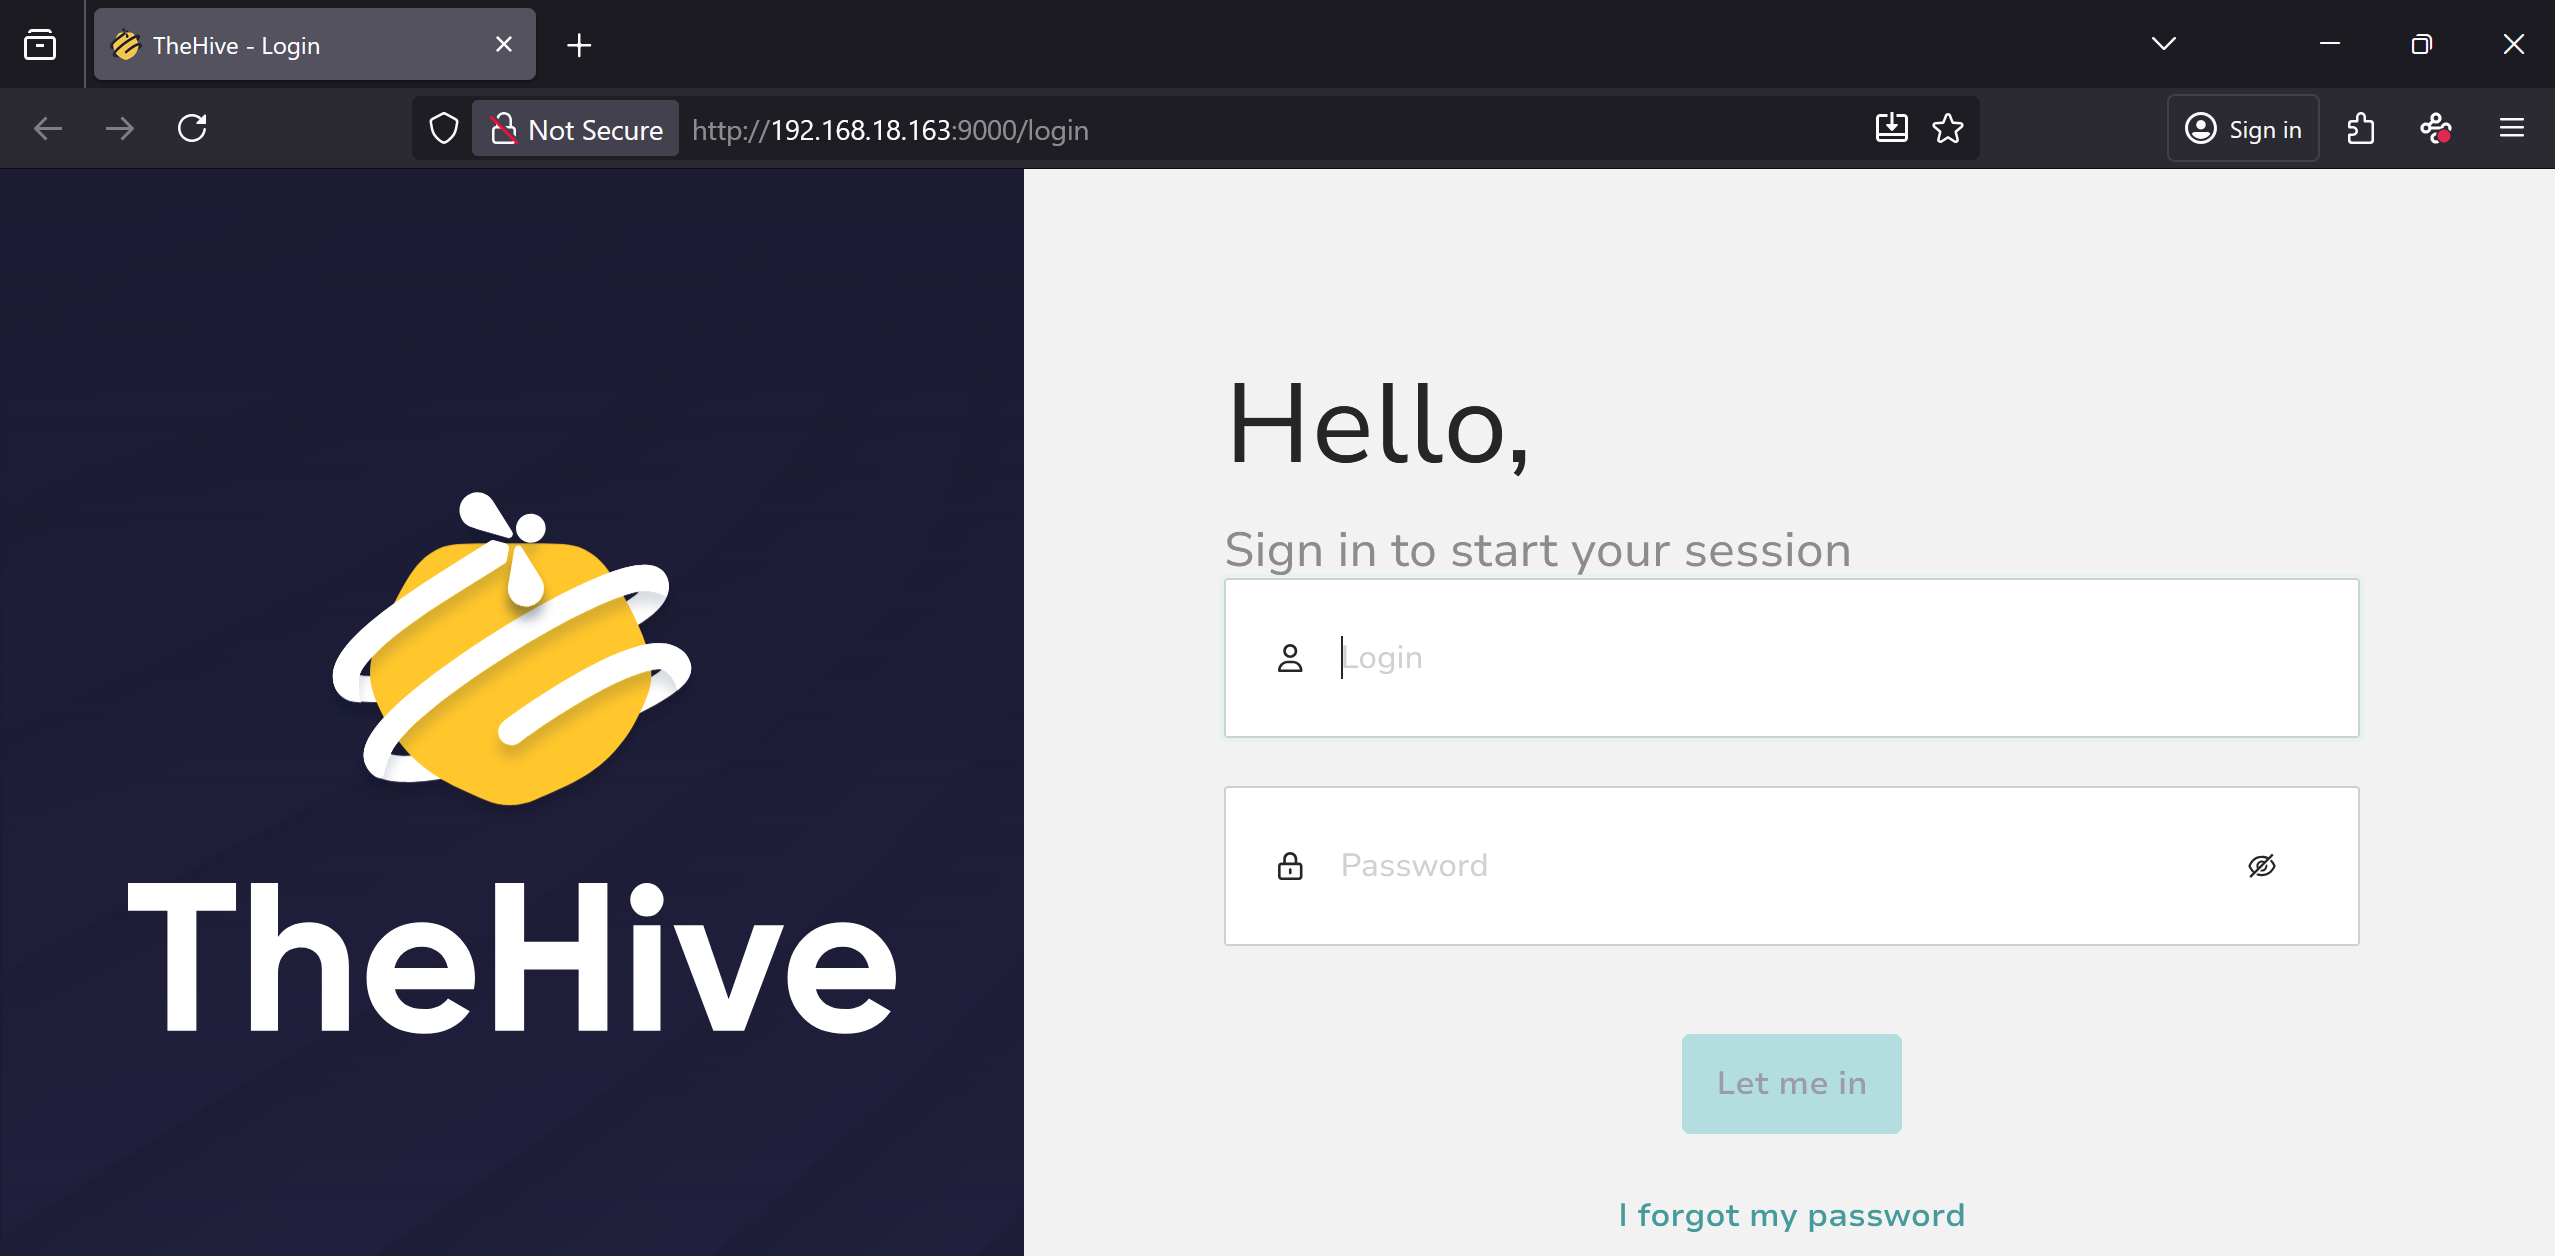 TheHive - Login
Not Secure
http://192.168.18.163:9000/login
Sign in
TheHive
Hello,
Sign in to start your session
Login
Password
Let me in
I forgot my password